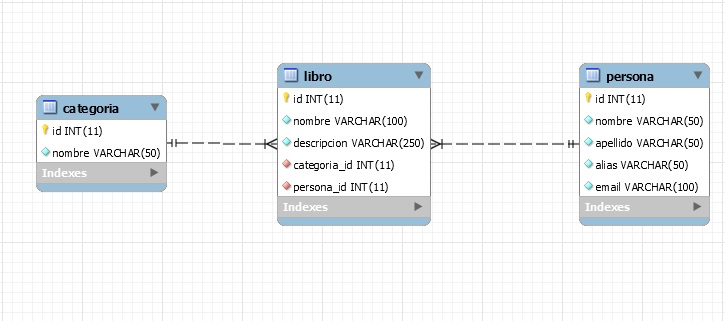 categoria
id INT(11)
nombre VARCHAR(50)
Indexes
libro
id INT(11)
nombre VARCHAR(100)
descripcion VARCHAR(250)
categoria_id INT(11)
persona_id INT(11)
Indexes
persona
id INT(11)
nombre VARCHAR(50)
apellido VARCHAR(50)
alias VARCHAR(50)
email VARCHAR(100)
Indexes